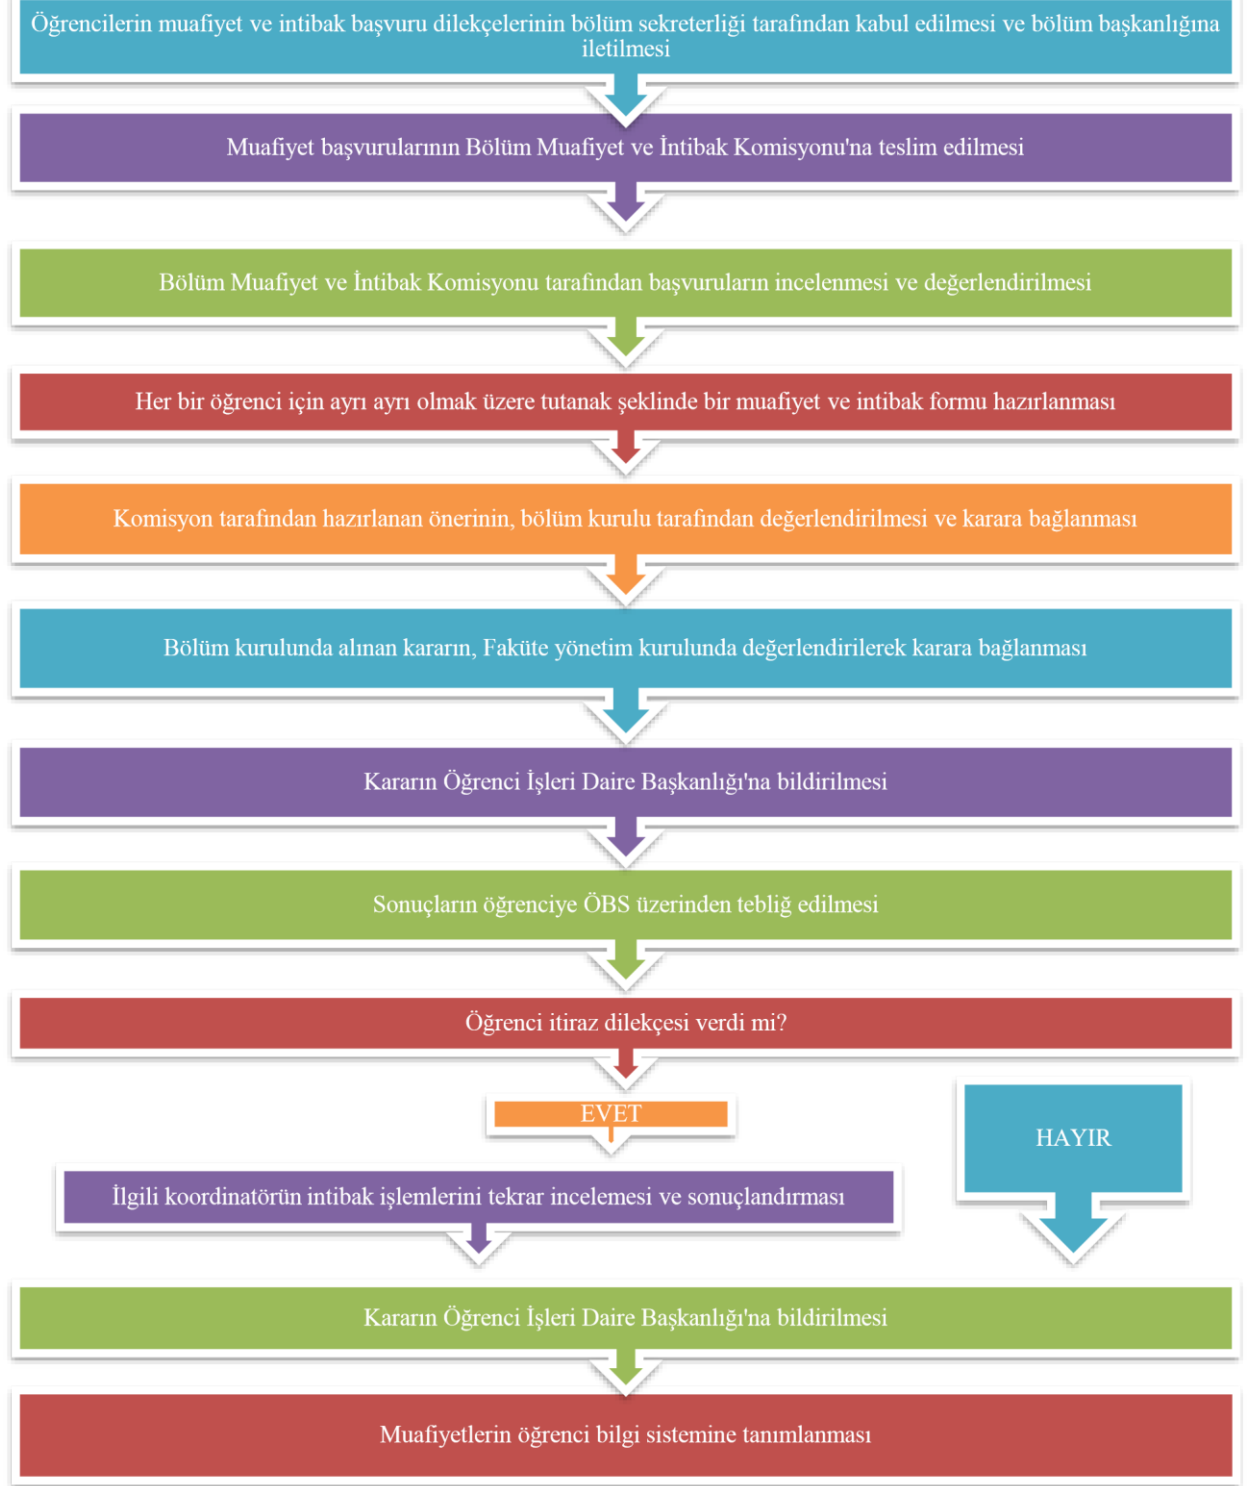 Öğrencilerin muafiyet ve intibak başvuru dilekçelerinin bölüm sekreterliği tarafından kabul edilmesi ve bölüm başkanlığına
iletilmesi
Muafiyet başvurularının Bölüm Muafiyet ve İntibak Komisyonu'na teslim edilmesi
Bölüm Muafiyet ve İntibak Komisyonu tarafından başvuruların incelenmesi ve değerlendirilmesi
Her bir öğrenci için ayrı ayrı olmak üzere tutanak şeklinde bir muafiyet ve intibak formu hazırlanması
Komisyon tarafından hazırlanan önerinin, bölüm kurulu tarafından değerlendirilmesi ve karara bağlanması
Bölüm kurulunda alınan kararın, Faküte yönetim kurulunda değerlendirilerek karara bağlanması
Kararın Öğrenci İşleri Daire Başkanlığı'na bildirilmesi
Sonuçların öğrenciye ÖBS üzerinden tebliğ edilmesi
Öğrenci itiraz dilekçesi verdi mi?
EVET
HAYIR
İlgili koordinatörün intibak işlemlerini tekrar incelemesi ve sonuçlandırması
Kararın Öğrenci İşleri Daire Başkanlığı'na bildirilmesi
Muafiyetlerin öğrenci bilgi sistemine tanımlanması